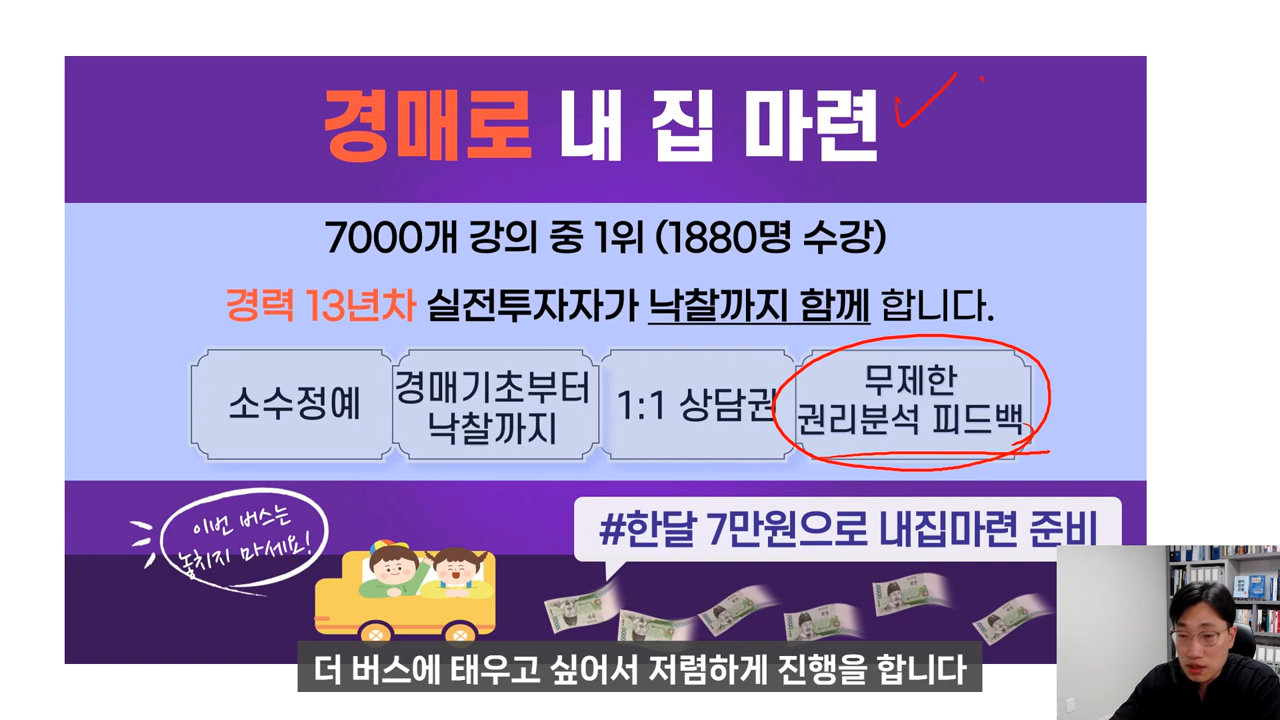 경매로 내 집 마련
7000개 강의 중 1위 (1880명 수강)
경력 13년차 실전투자자가 낙찰까지 함께 합니다.
소수정예
경매기초부터
낙찰까지
1:1 상담권
무제한
권리분석 피드백
이번 버스는
놓치지 마세요!
#한달 7만원으로 내집마련 준비
더 버스에 태우고 싶어서 저렴하게 진행을 합니다